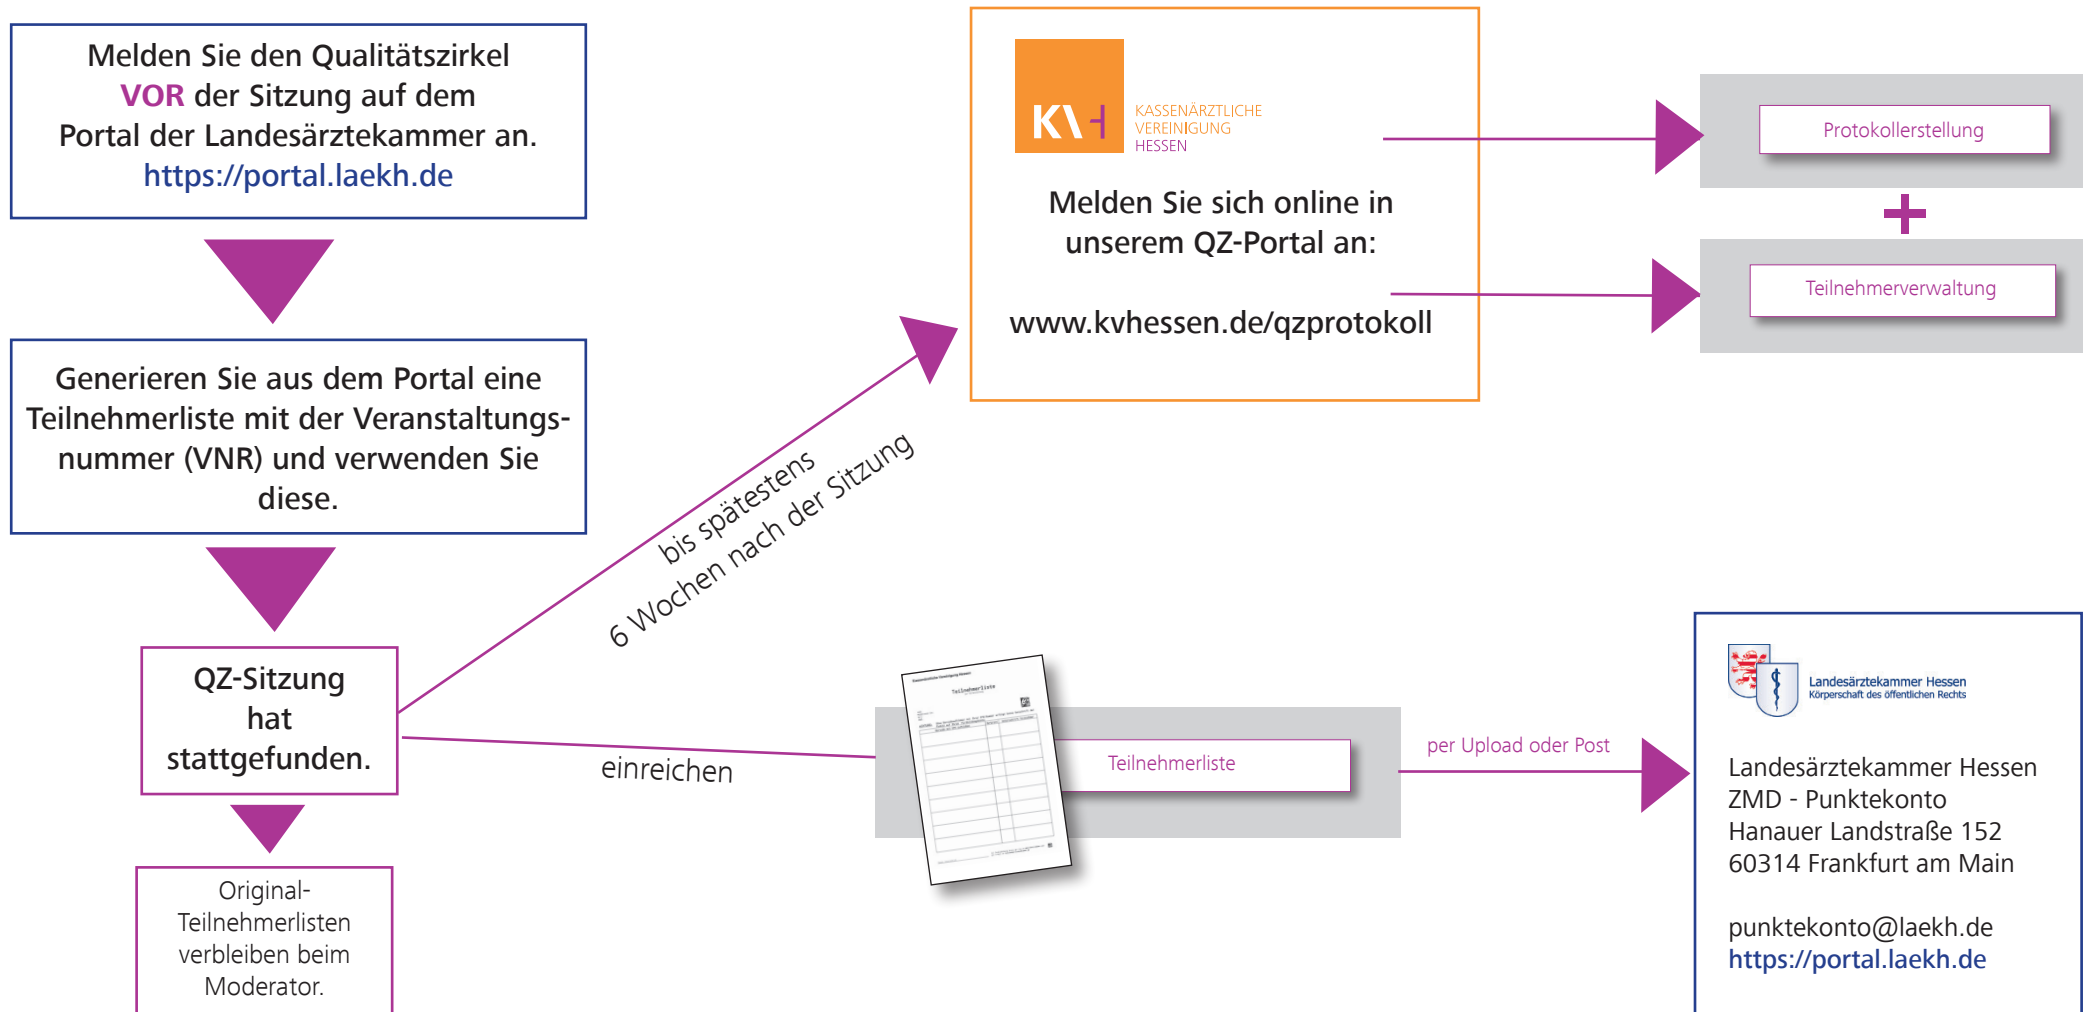 Melden Sie den Qualitätszirkel
VOR der Sitzung auf dem
Portal der Landesärztekammer an.
https://portal.laekh.de
Generieren Sie aus dem Portal eine
Teilnehmerliste mit der Veranstaltungs-
nummer (VNR) und verwenden Sie
diese.
QZ-Sitzung
hat
stattgefunden.
Original-
Teilnehmerlisten
verbleiben beim
Moderator.
bis spätestens
6 Wochen nach der Sitzung
KVH
KASSENÄRZTLICHE
VEREINIGUNG
HESSEN
Melden Sie sich online in
unserem QZ-Portal an:
www.kvhessen.de/qzprotokoll
Protokollerstellung
+
Teilnehmerverwaltung
einreichen
Kassenärztliche Vereinigung Hessen
Teilnehmerliste
Teilnehmerliste
per Upload oder Post
Landesärztekammer Hessen
Körperschaft des öffentlichen Rechts
Landesärztekammer Hessen
ZMD - Punktekonto
Hanauer Landstraße 152
60314 Frankfurt am Main
punktekonto@laekh.de
https://portal.laekh.de